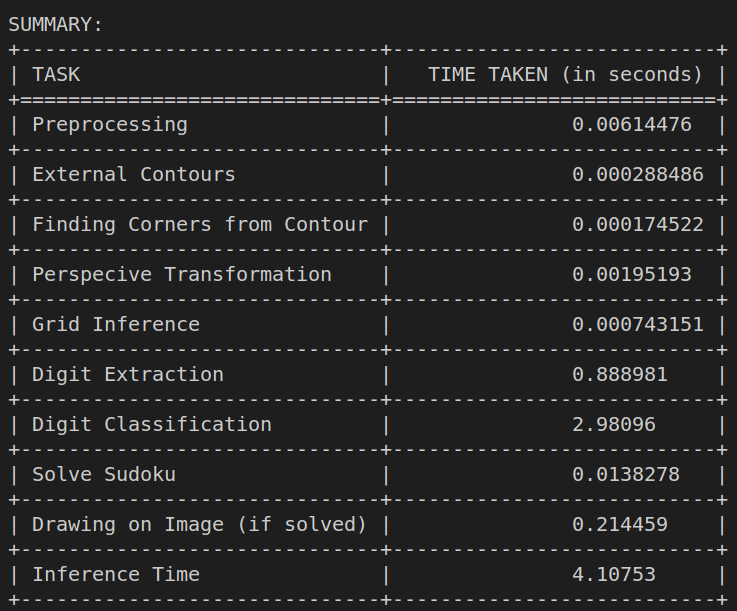 SUMMARY:
+------------------------------+---------------------------+
| TASK                         |   TIME TAKEN (in seconds) |
+==============================+===========================+
| Preprocessing                |               0.00614476  |
+------------------------------+---------------------------+
| External Contours            |               0.000288486 |
+------------------------------+---------------------------+
| Finding Corners from Contour |               0.000174522 |
+------------------------------+---------------------------+
| Perspecive Transformation    |               0.00195193  |
+------------------------------+---------------------------+
| Grid Inference               |               0.000743151 |
+------------------------------+---------------------------+
| Digit Extraction             |               0.888981    |
+------------------------------+---------------------------+
| Digit Classification         |               2.98096     |
+------------------------------+---------------------------+
| Solve Sudoku                 |               0.0138278   |
+------------------------------+---------------------------+
| Drawing on Image (if solved) |               0.214459    |
+------------------------------+---------------------------+
| Inference Time               |               4.10753     |
+------------------------------+---------------------------+